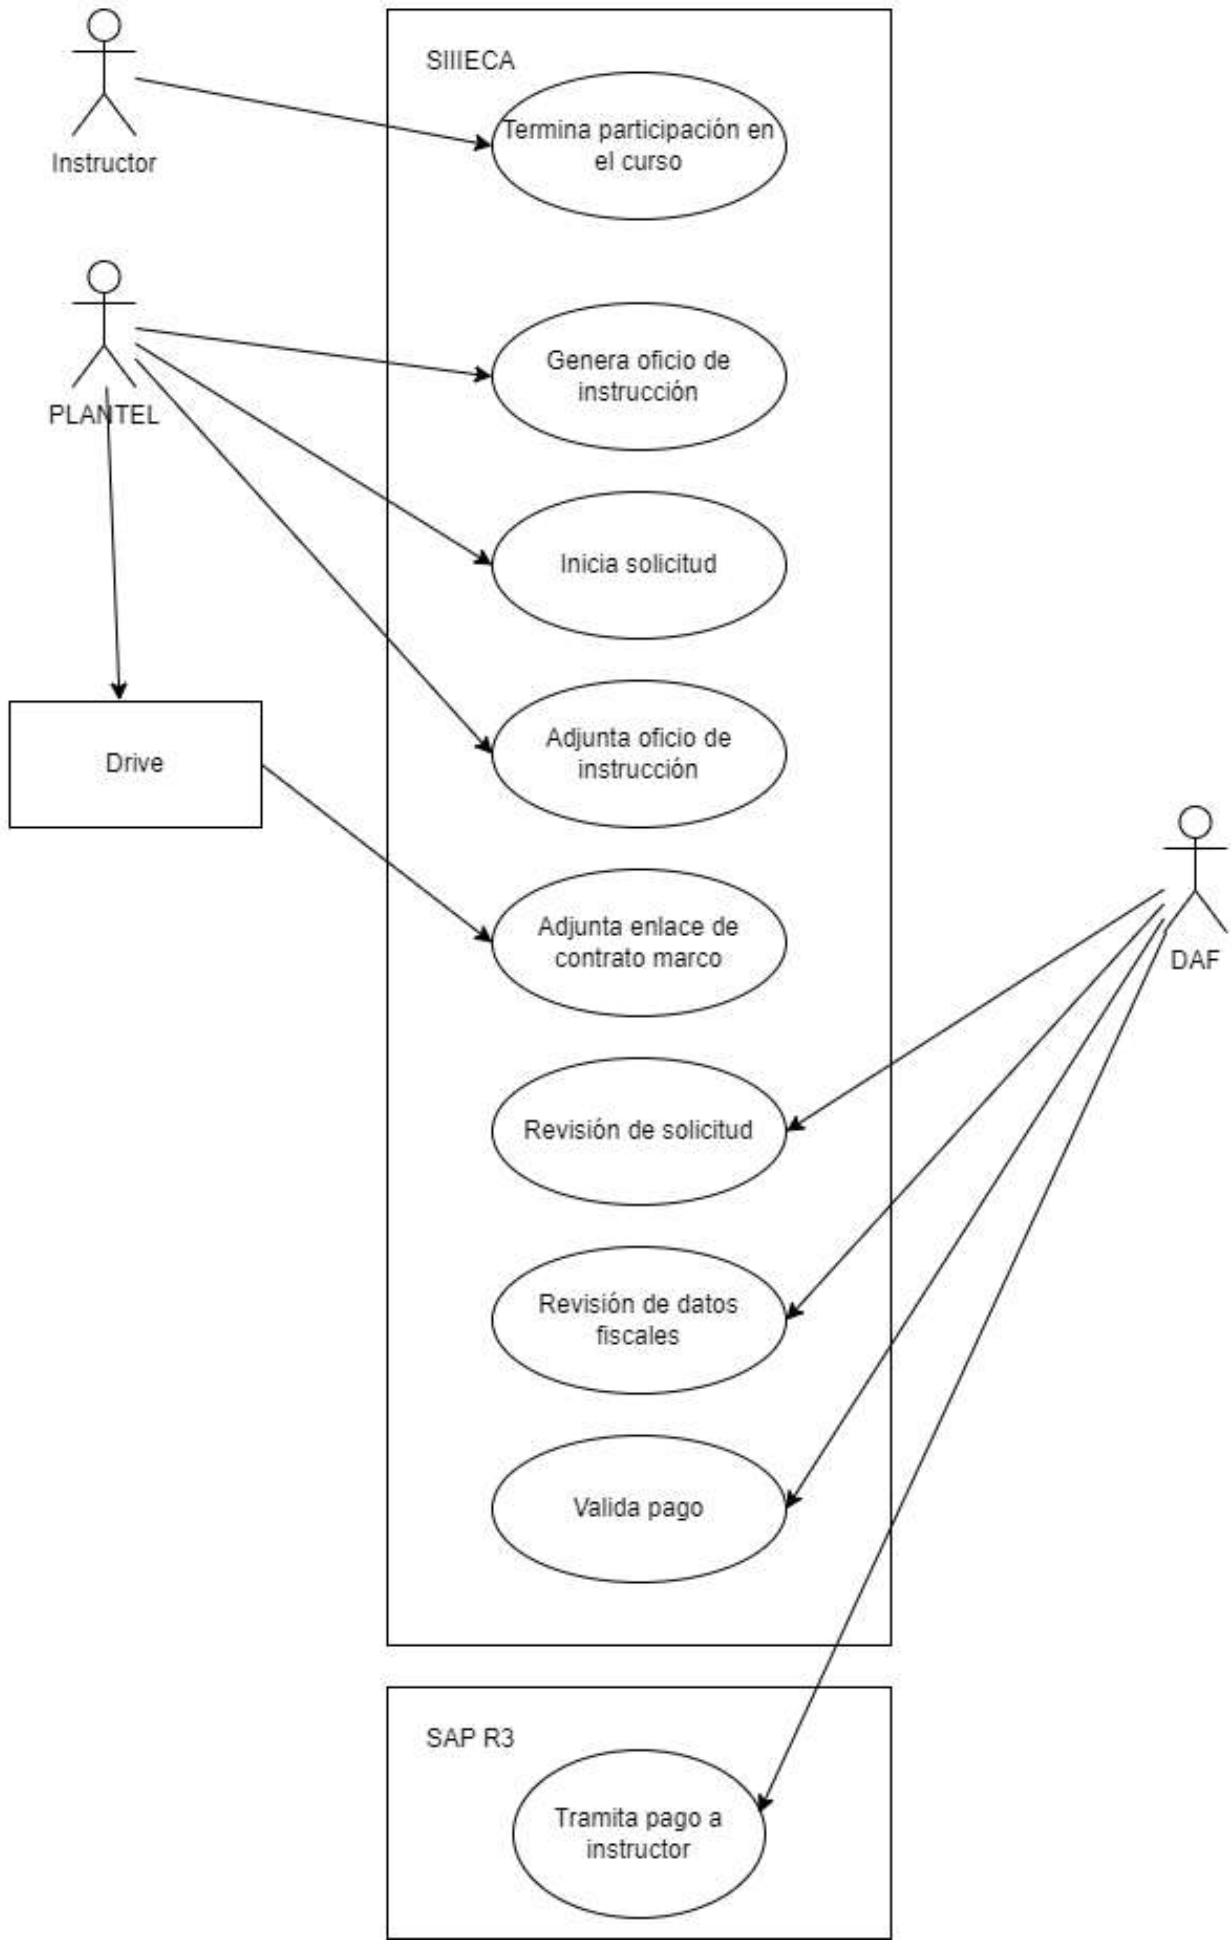 SIIIECA
Instructor
Termina participación en
el curso
PLANTEL
Genera oficio de
instrucción
Inicia solicitud
Drive
Adjunta oficio de
instrucción
Adjunta enlace de
contrato marco
DAF
Revisión de solicitud
Revisión de datos
fiscales
Valida pago
SAP R3
Tramita pago a
instructor